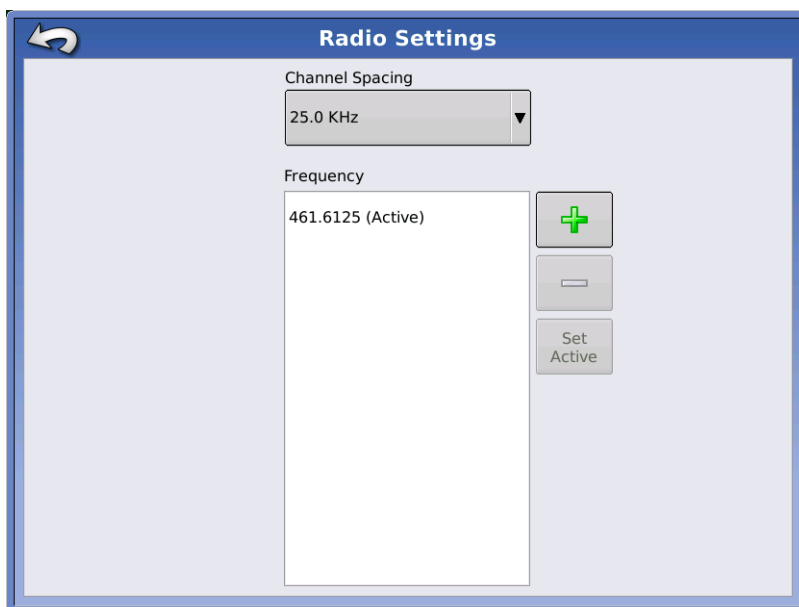 Radio Settings
Channel Spacing
25.0 KHz
Frequency
461.6125 (Active)
Set
Active